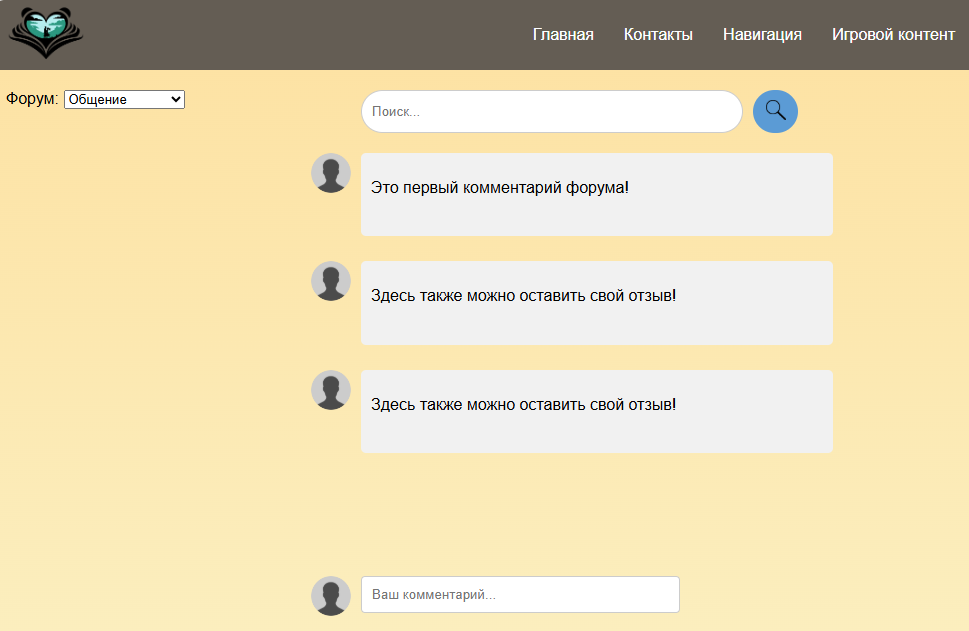 Главная Контакты Навигация Игровой контент
Форум: Общение
Поиск...
Это первый комментарий форума!
Здесь также можно оставить свой отзыв!
Здесь также можно оставить свой отзыв!
Ваш комментарий...